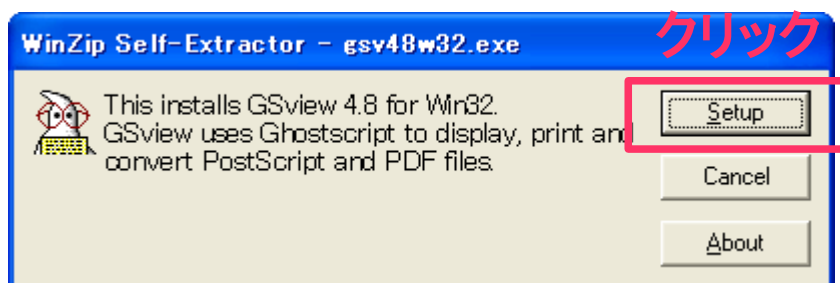 WinZip Self-Extractor - gsv48w32.exe
クリック
This installs GSview 4.8 for Win32.
GSview uses Ghostscript to display, print and
convert PostScript and PDF files.
Setup
Cancel
About